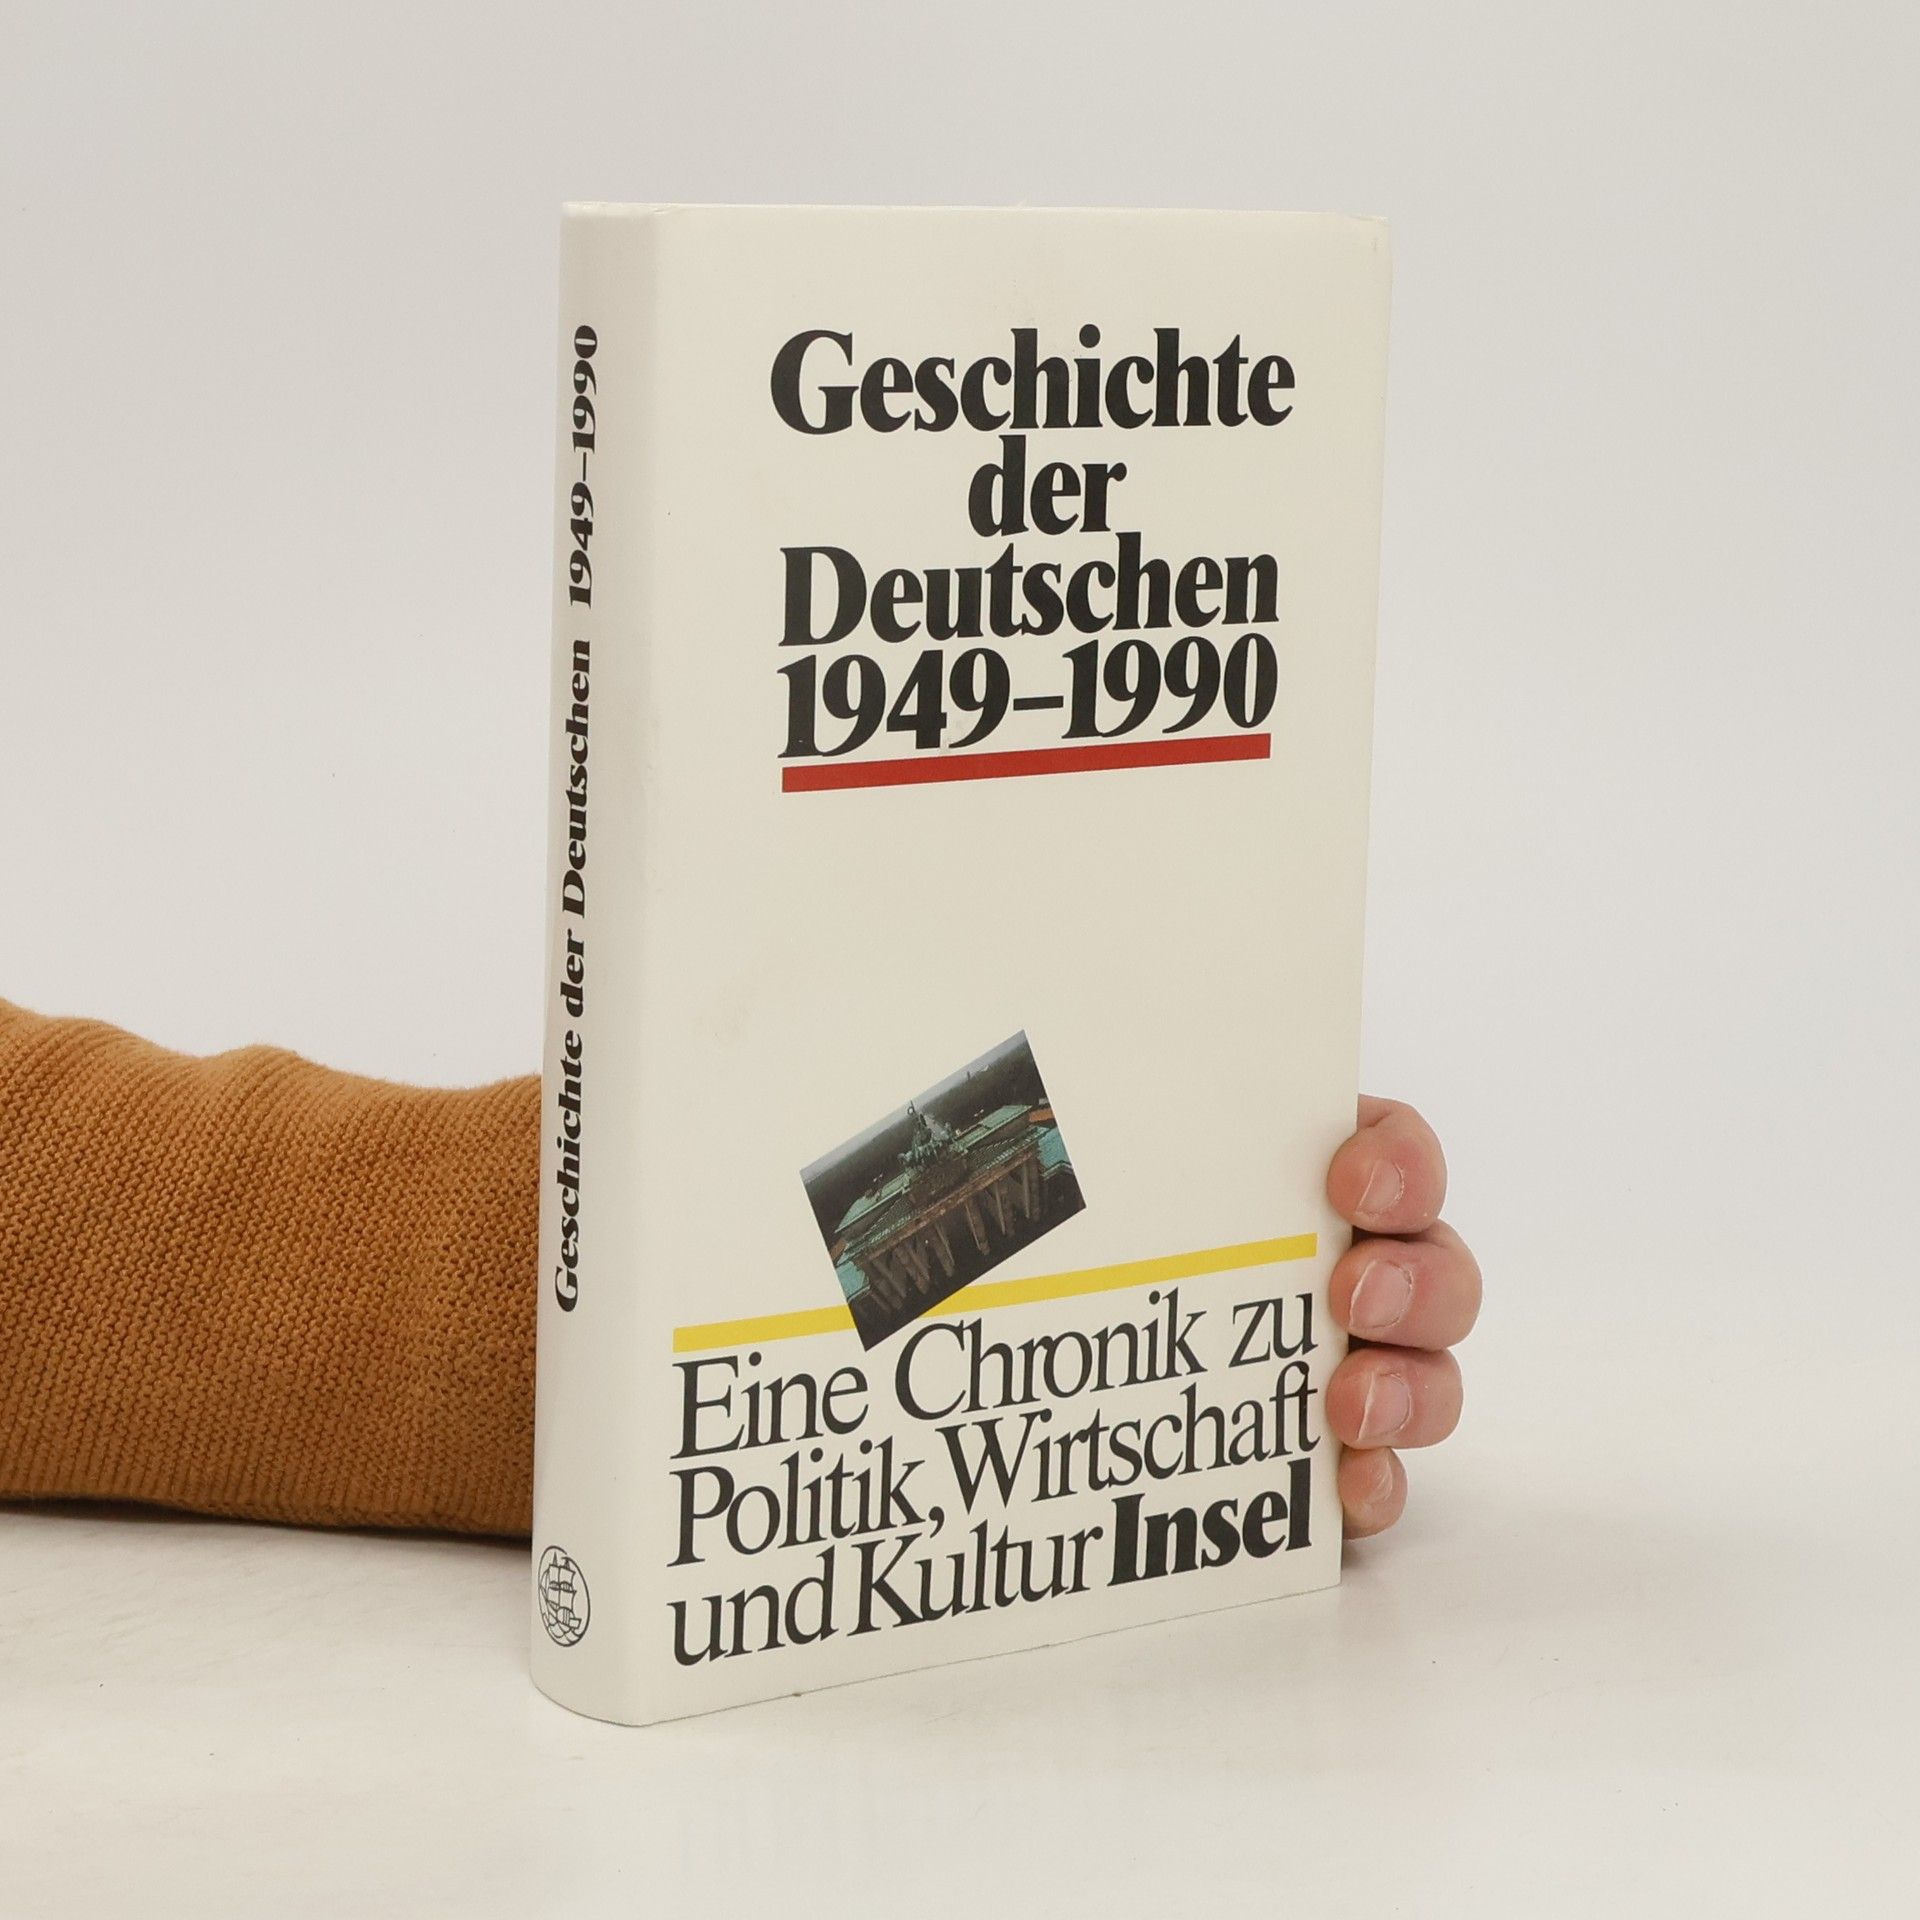 Geschichte der Deutschen 1949–1990
Geschichte
der
Deutschen
1949–1990
Eine Chronik zu
Politik, Wirtschaft
und Kultur Insel